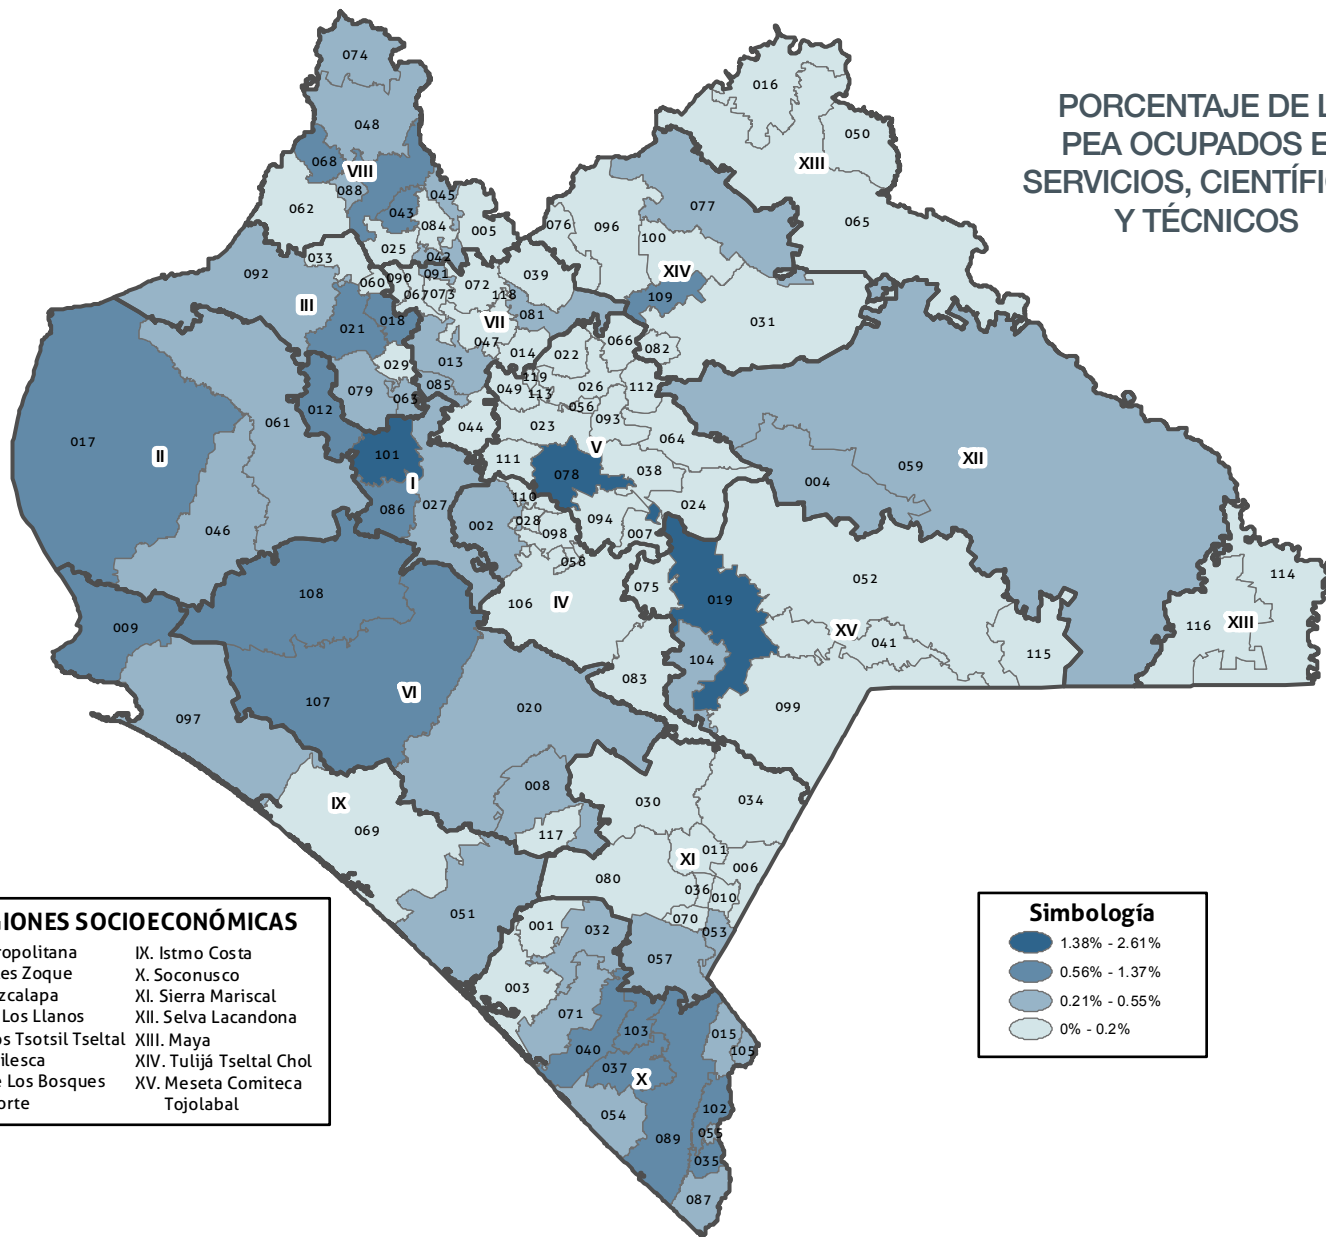 PORCENTAJE DE L
PEA OCUPADOS E
SERVICIOS, CIENTÍFI
Y TÉCNICOS
074
016
048
050
068
VIII
XIII
088
045
077
062
043
084
005
076
096
065
025
100
033
042
092
060
090
091
039
XIV
067
073
072
118
109
III
018
081
021
VII
031
047
066
082
029
013
014
022
079
085
119
049
026
112
063
113
012
056
017
061
044
023
093
064
V
II
101
111
XII
078
038
059
I
004
110
024
086
027
002
028
094
046
098
007
058
052
114
075
108
106
IV
019
009
116
XIII
XV
041
115
104
083
VI
107
099
097
020
008
030
034
IX
069
117
011
XI
006
080
036
010
051
070
001
032
053
057
003
071
103
015
040
105
037
X
054
102
089
055
035
087
IONES SOCIOECONÓMICAS
ropolitana
es Zoque
zcalapa
Los Llanos
os Tsotsil Tseltal
ilesca
e Los Bosques
orte
IX. Istmo Costa
X. Soconusco
XI. Sierra Mariscal
XII. Selva Lacandona
XIII. Maya
XIV. Tulijá Tseltal Chol
XV. Meseta Comiteca
Tojolabal
Simbología
1.38% - 2.61%
0.56% - 1.37%
0.21% - 0.55%
0% - 0.2%